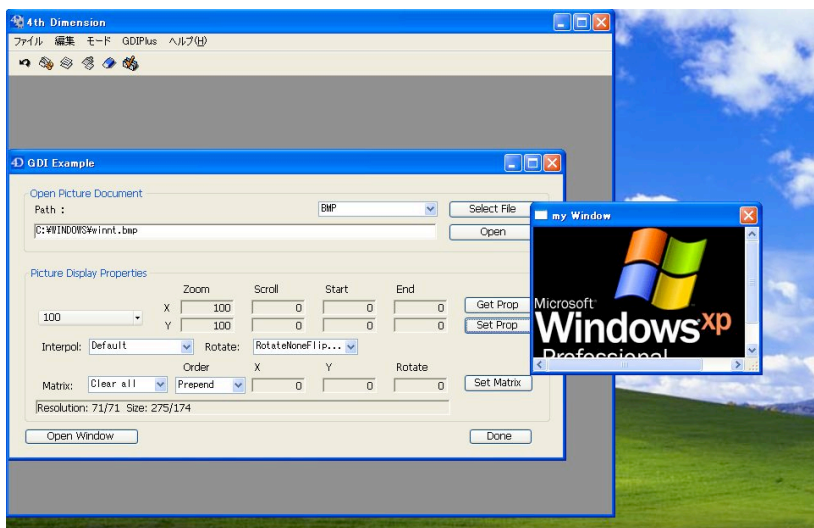 4th Dimension
ファイル 編集 モード GDIPlus ヘルプ(H)
GDI Example
Open Picture Document
Path :
BMP
Select File
C:¥WINDOWS¥winnt.bmp
Open
Picture Display Properties
Zoom Scroll Start End
100
X 100 0 0 0
Get Prop
Y 100 0 0 0
Set Prop
Interpol: Default Rotate: RotateNoneFlip...
Order X Y Rotate
Matrix: Clear all Prepend 0 0 0
Set Matrix
Resolution: 71/71 Size: 275/174
Open Window
Done
my Window
Microsoft
Windows xp
Professional